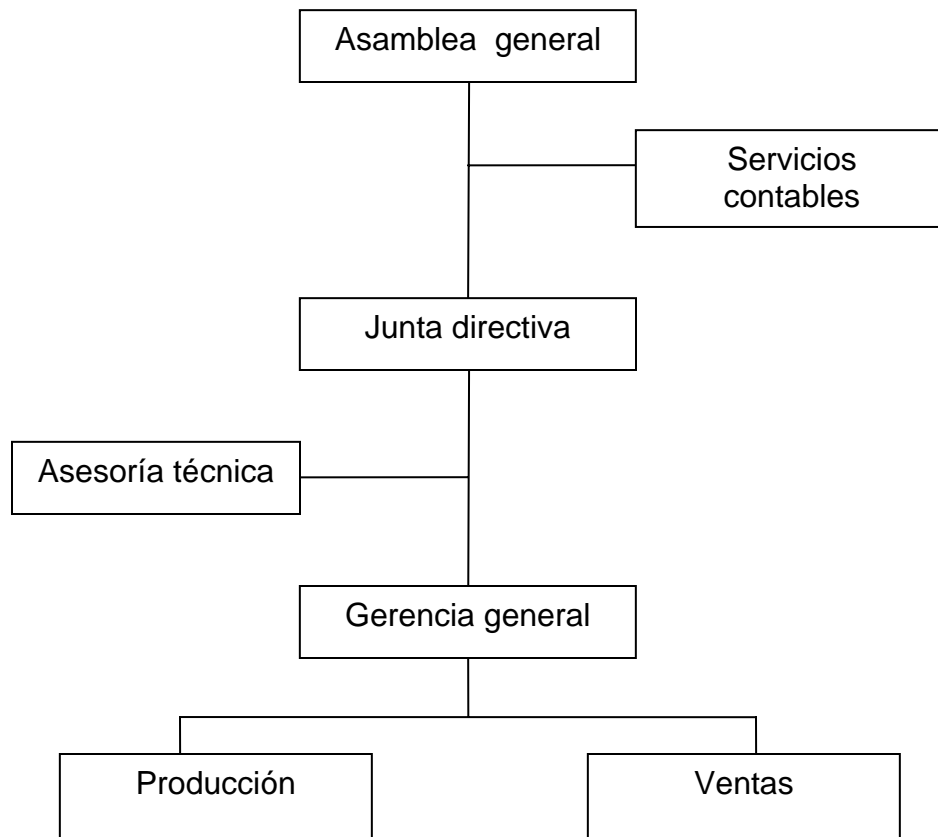 Asamblea general
Servicios
contables
Junta directiva
Asesoría técnica
Gerencia general
Producción
Ventas